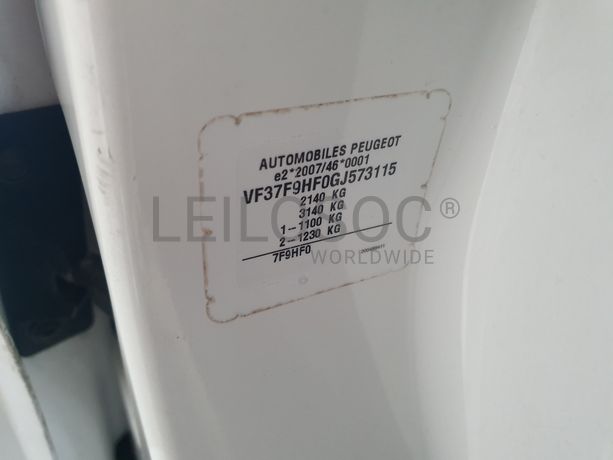 AUTOMOBILES PEUGEOT
e2*2007/46*0001
VF37F9HF0GJ573115
2140 KG
3140 KG
1--1100 KG
2--1230 KG
7F9HF0
LEILOSOC®
WORLDWIDE